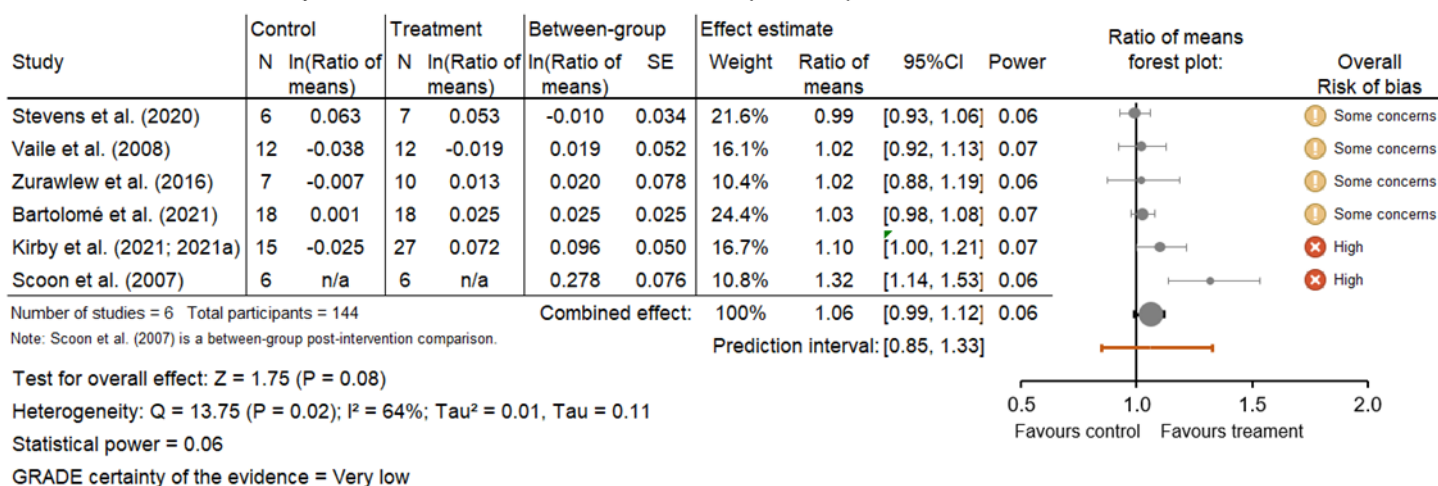 Control Treatment Between-group Effect estimate Ratio of means forest plot:
Study N ln(Ratio of means) N ln(Ratio of means) ln(Ratio of means) SE Weight Ratio of means 95%CI Power Overall Risk of bias
Stevens et al. (2020) 6 0.063 7 0.053 -0.010 0.034 21.6% 0.99 [0.93, 1.06] 0.06 Some concerns
Vaile et al. (2008) 12 -0.038 12 -0.019 0.019 0.052 16.1% 1.02 [0.92, 1.13] 0.07 Some concerns
Zurawlew et al. (2016) 7 -0.007 10 0.013 0.020 0.078 10.4% 1.02 [0.88, 1.19] 0.06 Some concerns
Bartolomé et al. (2021) 18 0.001 18 0.025 0.025 0.025 24.4% 1.03 [0.98, 1.08] 0.07 Some concerns
Kirby et al. (2021; 2021a) 15 -0.025 27 0.072 0.096 0.050 16.7% 1.10 [1.00, 1.21] 0.07 High
Scoon et al. (2007) 6 n/a 6 n/a 0.278 0.076 10.8% 1.32 [1.14, 1.53] 0.06 High
Number of studies = 6 Total participants = 144 Combined effect: 100% 1.06 [0.99, 1.12] 0.06
Note: Scoon et al. (2007) is a between-group post-intervention comparison.
Prediction interval: [0.85, 1.33]
Test for overall effect: Z = 1.75 (P = 0.08)
Heterogeneity: Q = 13.75 (P = 0.02); I² = 64%; Tau² = 0.01, Tau = 0.11
Statistical power = 0.06
GRADE certainty of the evidence = Very low
0.5 1.0 1.5 2.0
Favours control Favours treament